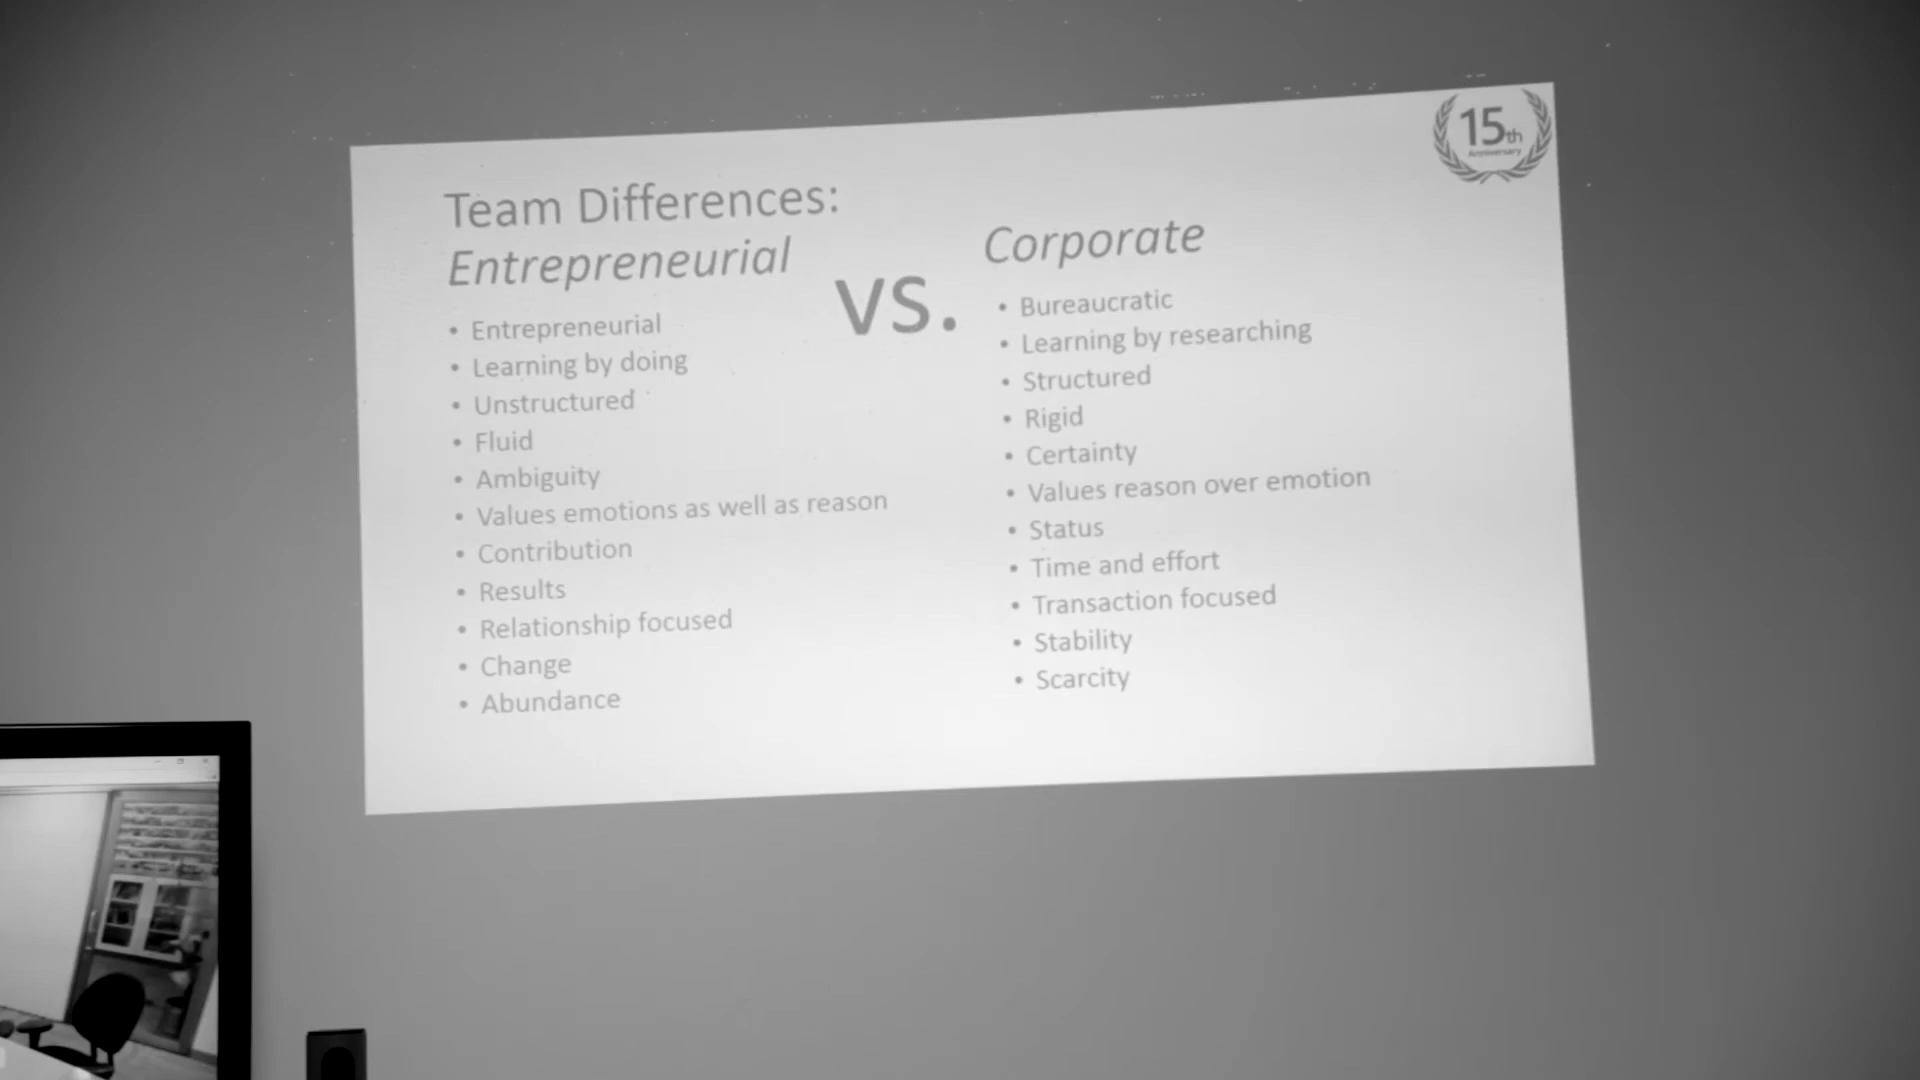 15th
Anniversary
Team Differences:
Entrepreneurial
VS.
Corporate
• Entrepreneurial
• Learning by doing
• Unstructured
• Fluid
• Ambiguity
• Values emotions as well as reason
• Contribution
• Results
• Relationship focused
• Change
• Abundance
• Bureaucratic
• Learning by researching
• Structured
• Rigid
• Certainty
• Values reason over emotion
• Status
• Time and effort
• Transaction focused
• Stability
• Scarcity